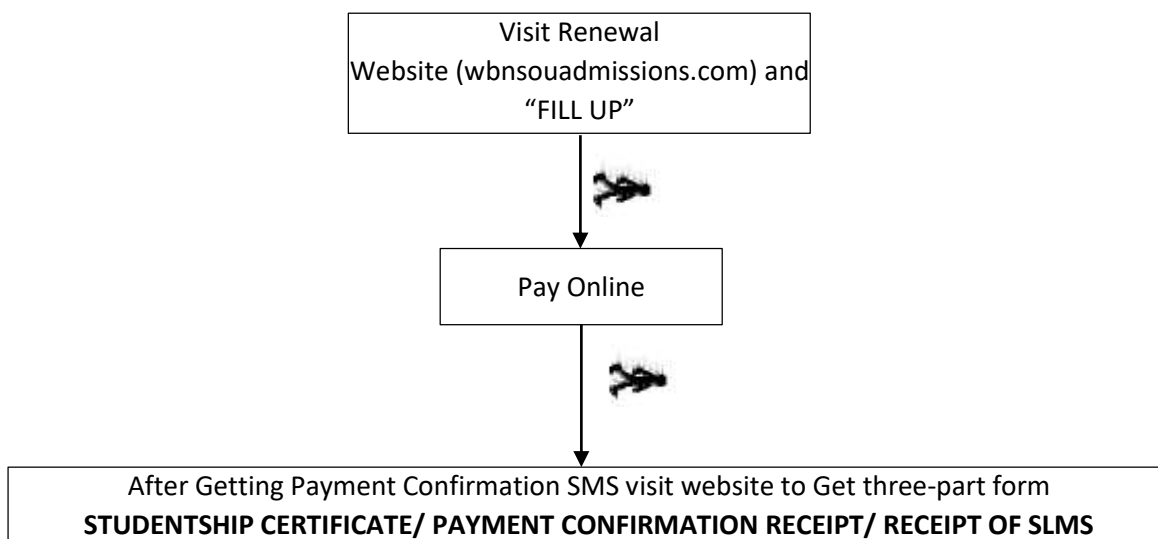 Visit Renewal
Website (wbnsouadmissions.com) and
“FILL UP”
Pay Online
After Getting Payment Confirmation SMS visit website to Get three-part form
STUDENTSHIP CERTIFICATE/ PAYMENT CONFIRMATION RECEIPT/ RECEIPT OF SLMS